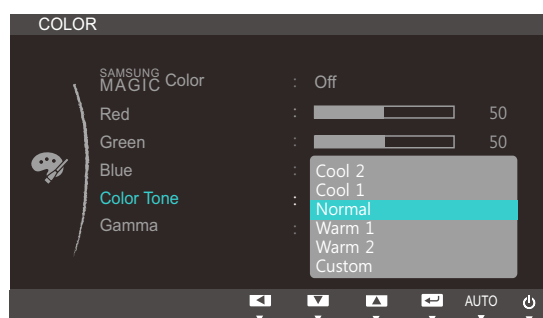 COLOR
SAMSUNG
MAGIC Color : Off
Red : 50
Green : 50
Blue :
Color Tone :
Gamma :
Cool 2
Cool 1
Normal
Warm 1
Warm 2
Custom
AUTO